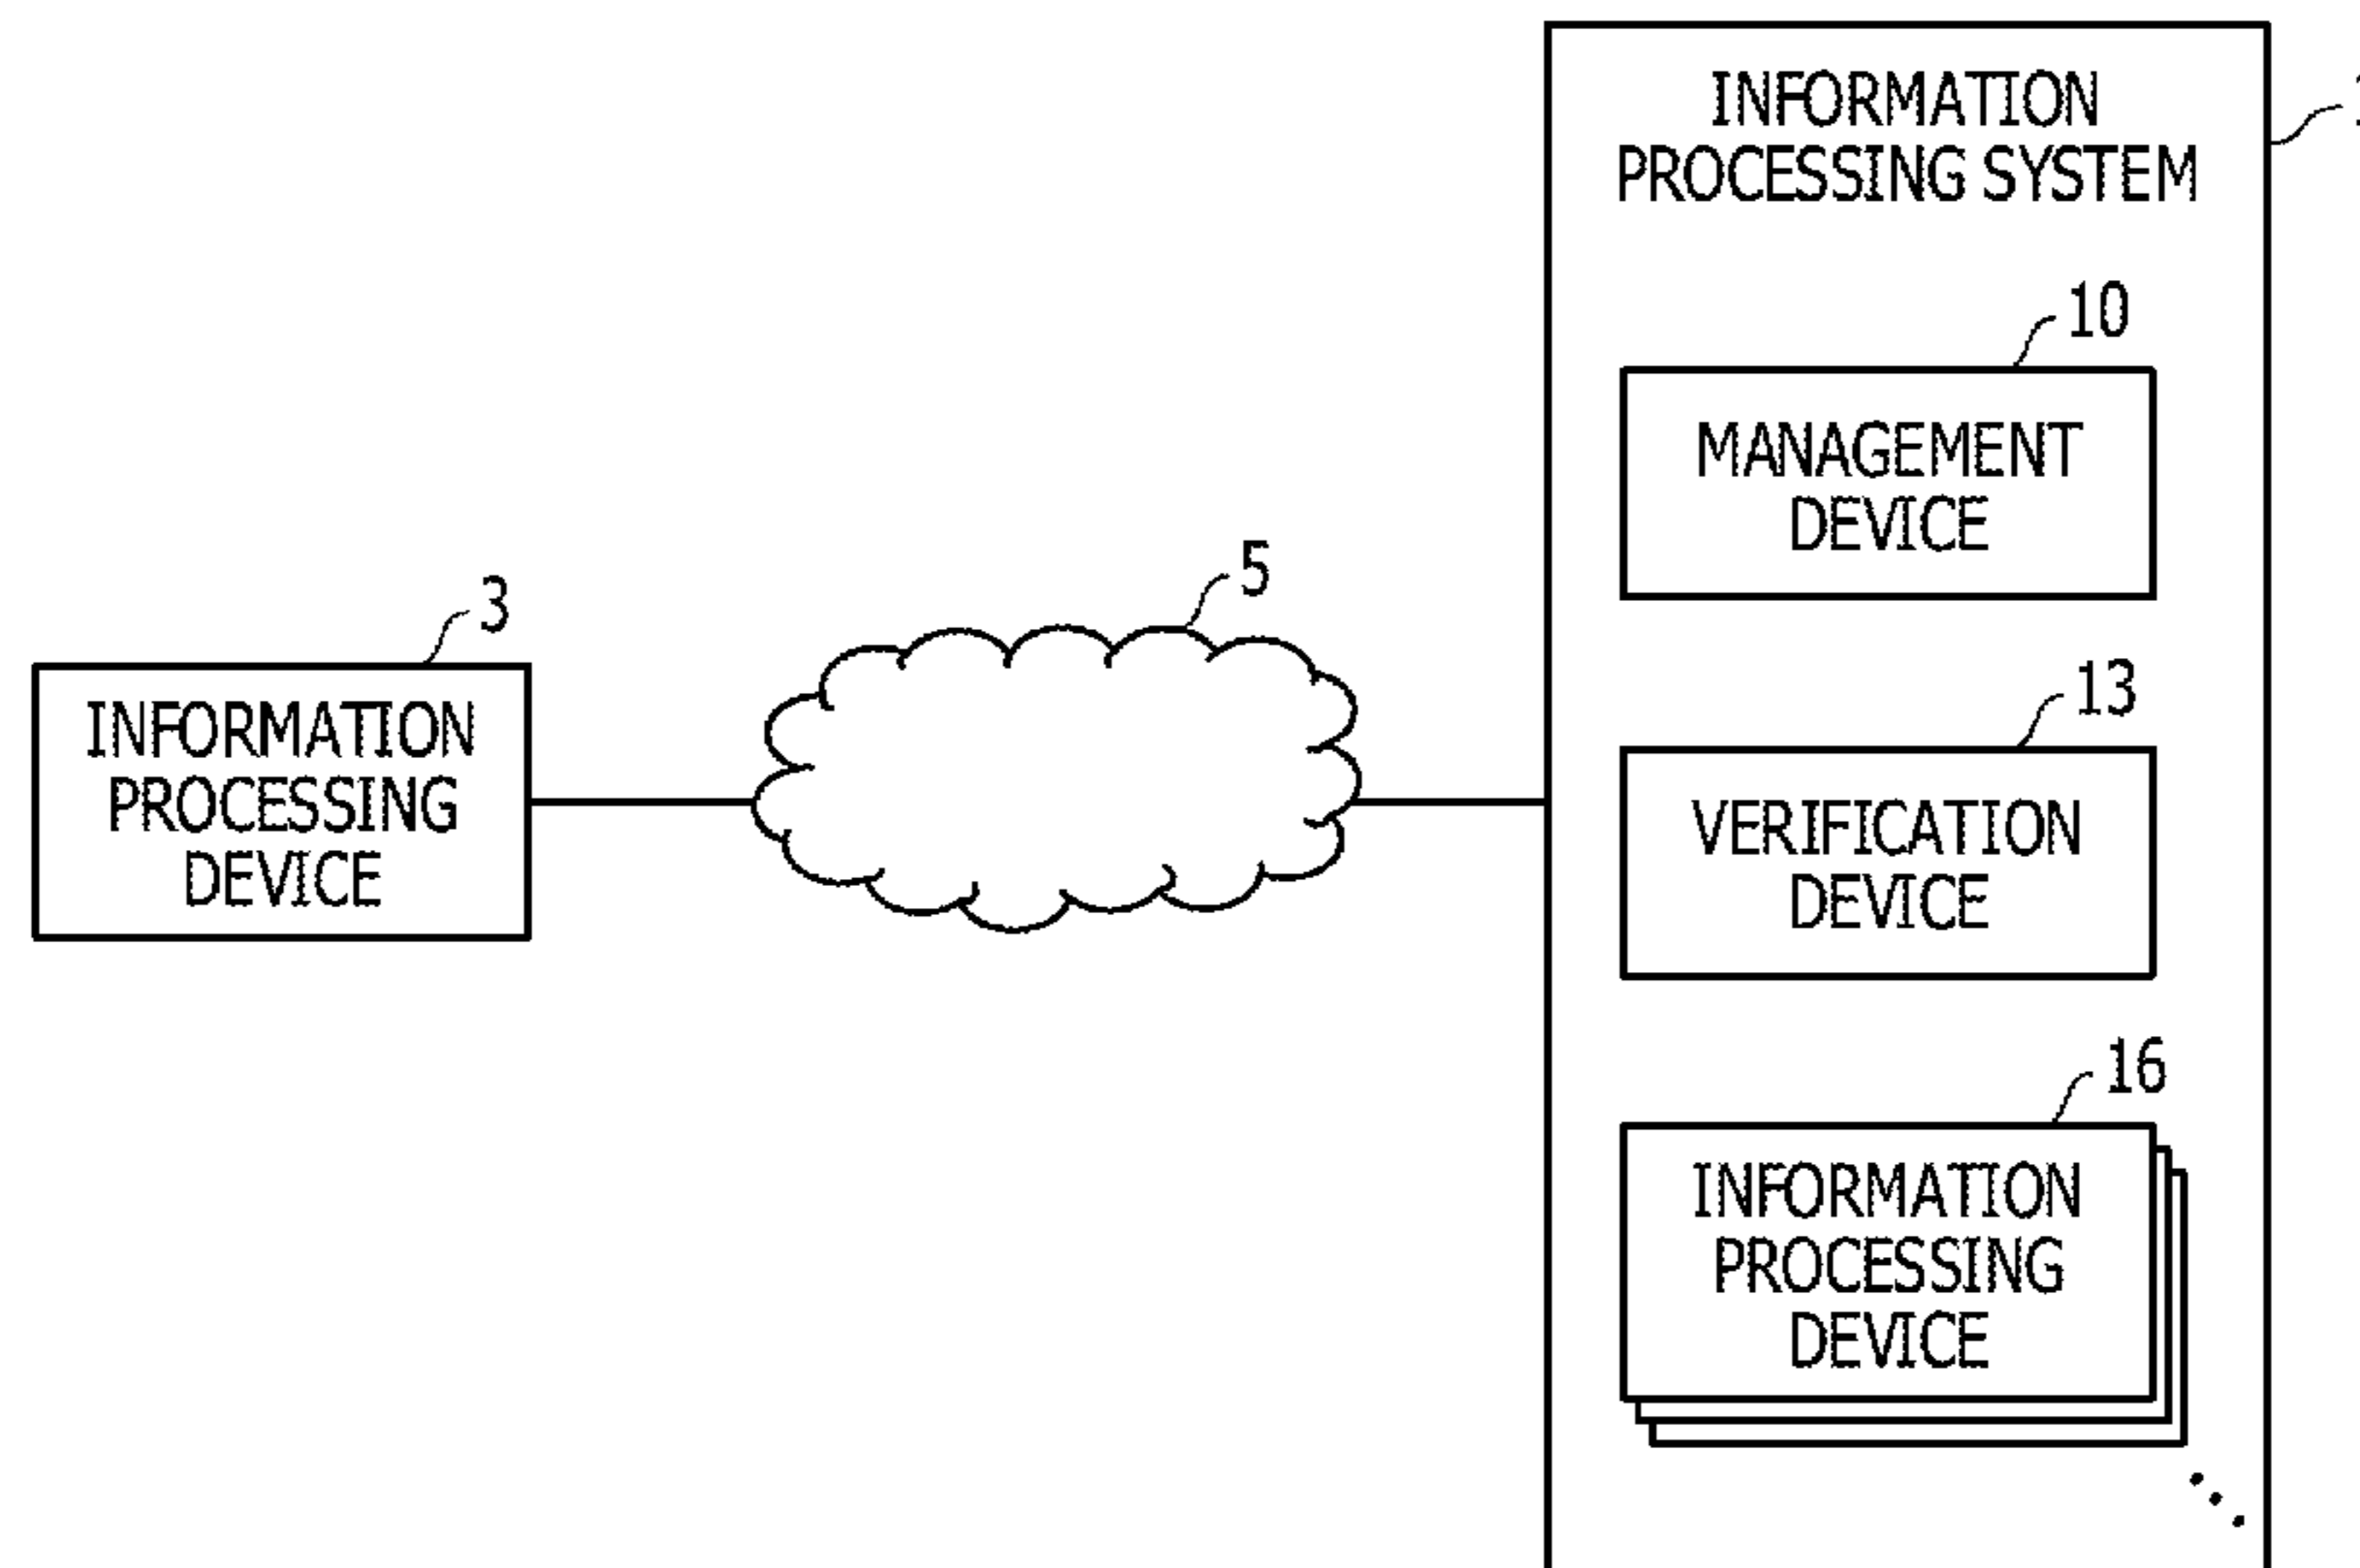 INFORMATION
PROCESSING SYSTEM
10
MANAGEMENT
DEVICE
5
3
INFORMATION
PROCESSING
DEVICE
13
VERIFICATION
DEVICE
16
INFORMATION
PROCESSING
DEVICE